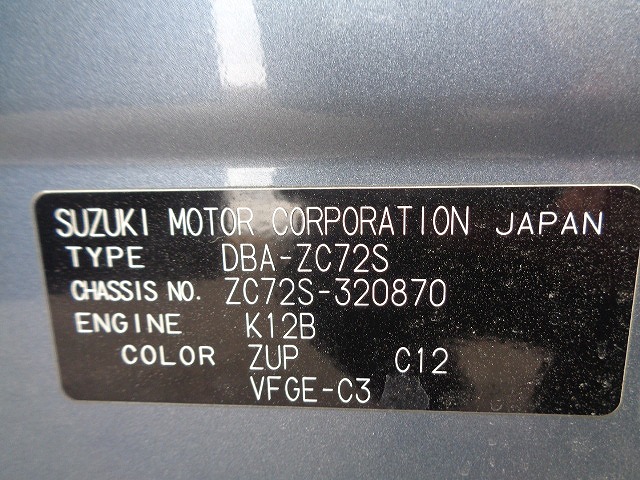 SUZUKI MOTOR CORPORATION JAPAN
TYPE DBA-ZC72S
CHASSIS NO. ZC72S-320870
ENGINE K12B
COLOR ZUP C12
VFGE-C3